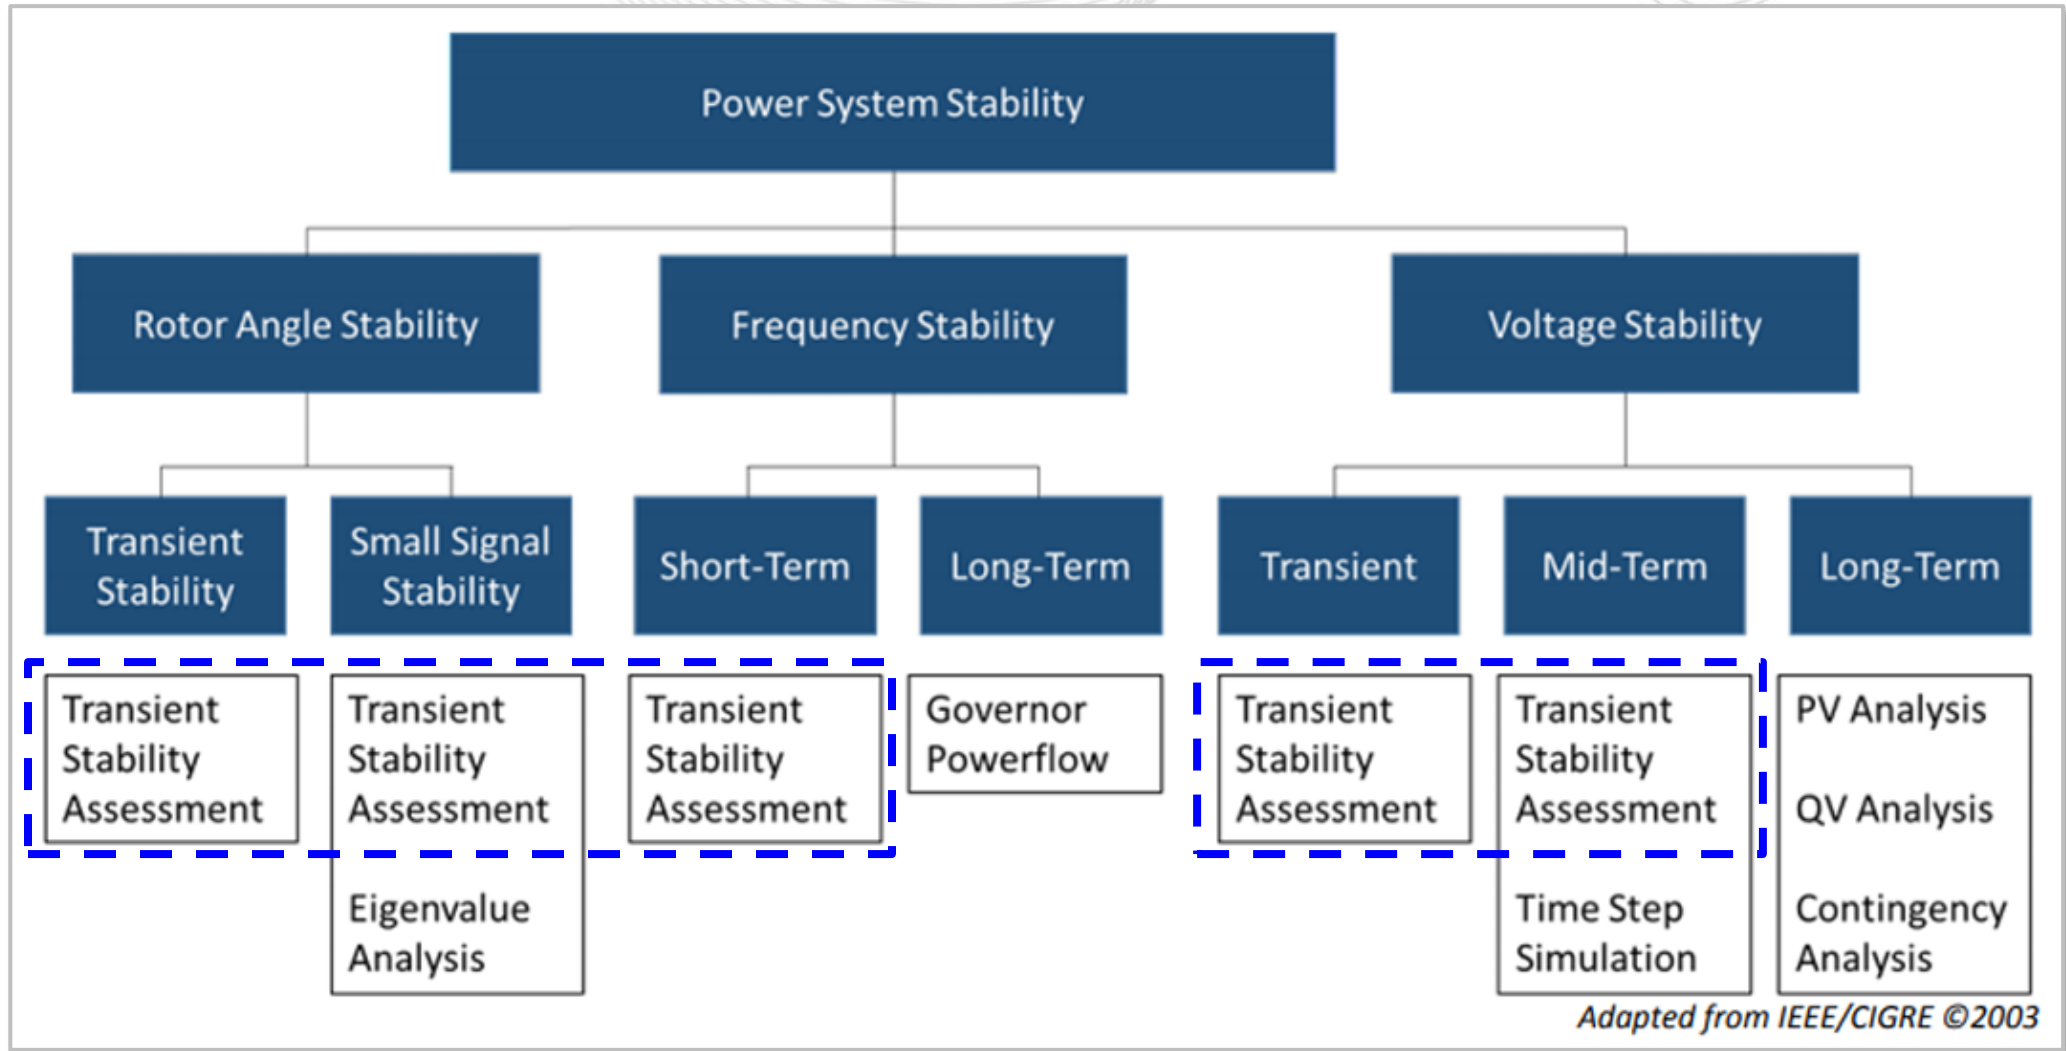 Power System Stability
Rotor Angle Stability
Frequency Stability
Voltage Stability
Transient
Stability
Small Signal
Stability
Short-Term
Long-Term
Transient
Mid-Term
Long-Term
Transient
Stability
Assessment
Transient
Stability
Assessment
Eigenvalue
Analysis
Transient
Stability
Assessment
Governor
Powerflow
Transient
Stability
Assessment
Transient
Stability
Assessment
Time Step
Simulation
PV Analysis
QV Analysis
Contingency
Analysis
Adapted from IEEE/CIGRE ©2003